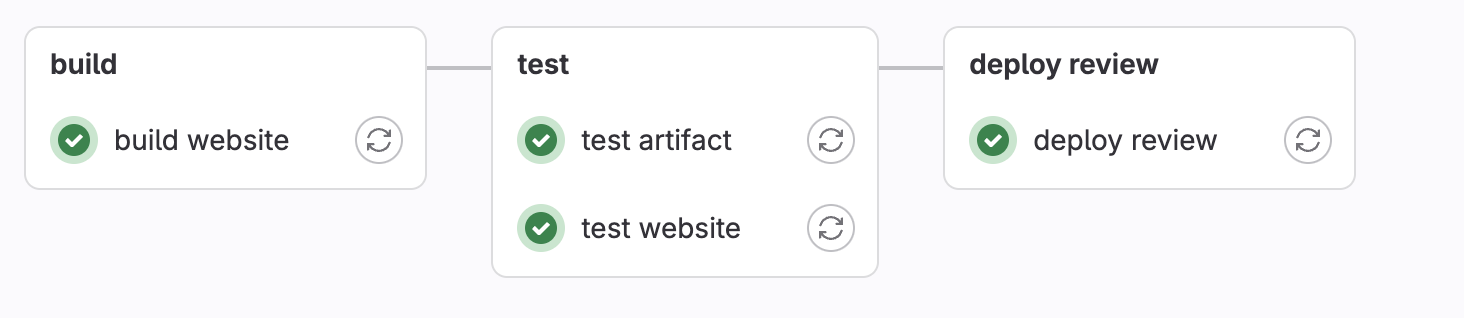 build
build website
test
test artifact
test website
deploy review
deploy review